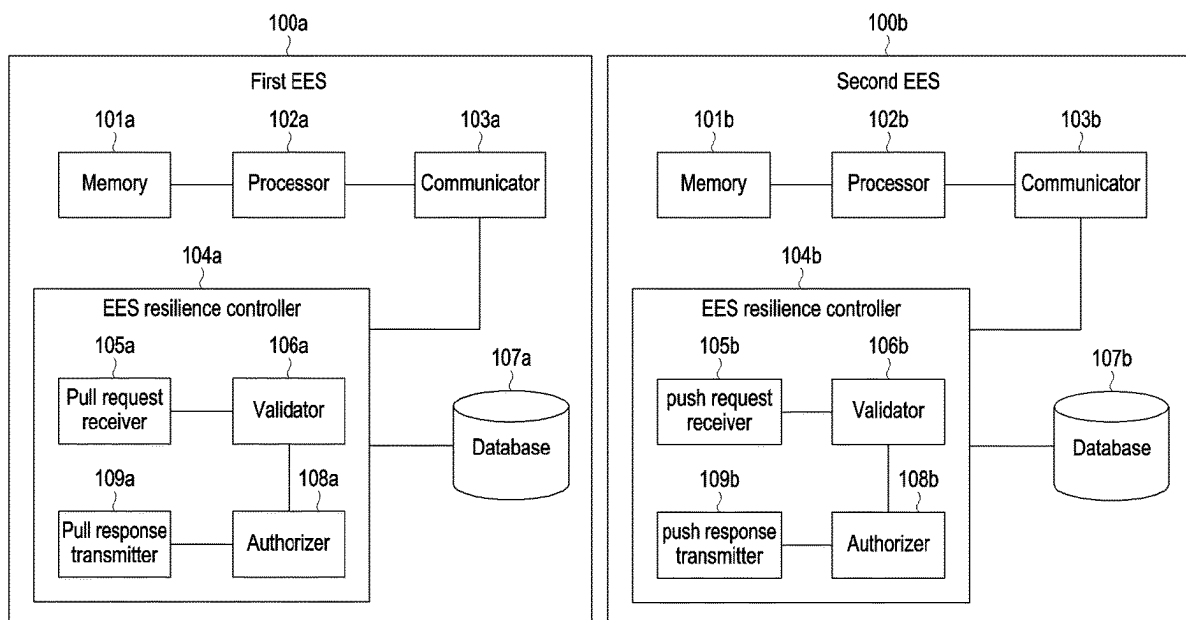 100a
First EES
101a
102a
103a
Memory
Processor
Communicator
104a
EES resilience controller
105a
106a
107a
Pull request
receiver
Validator
Database
109a
108a
Pull response
transmitter
Authorizer
100b
Second EES
101b
102b
103b
Memory
Processor
Communicator
104b
EES resilience controller
105b
106b
107b
push request
receiver
Validator
Database
109b
108b
push response
transmitter
Authorizer